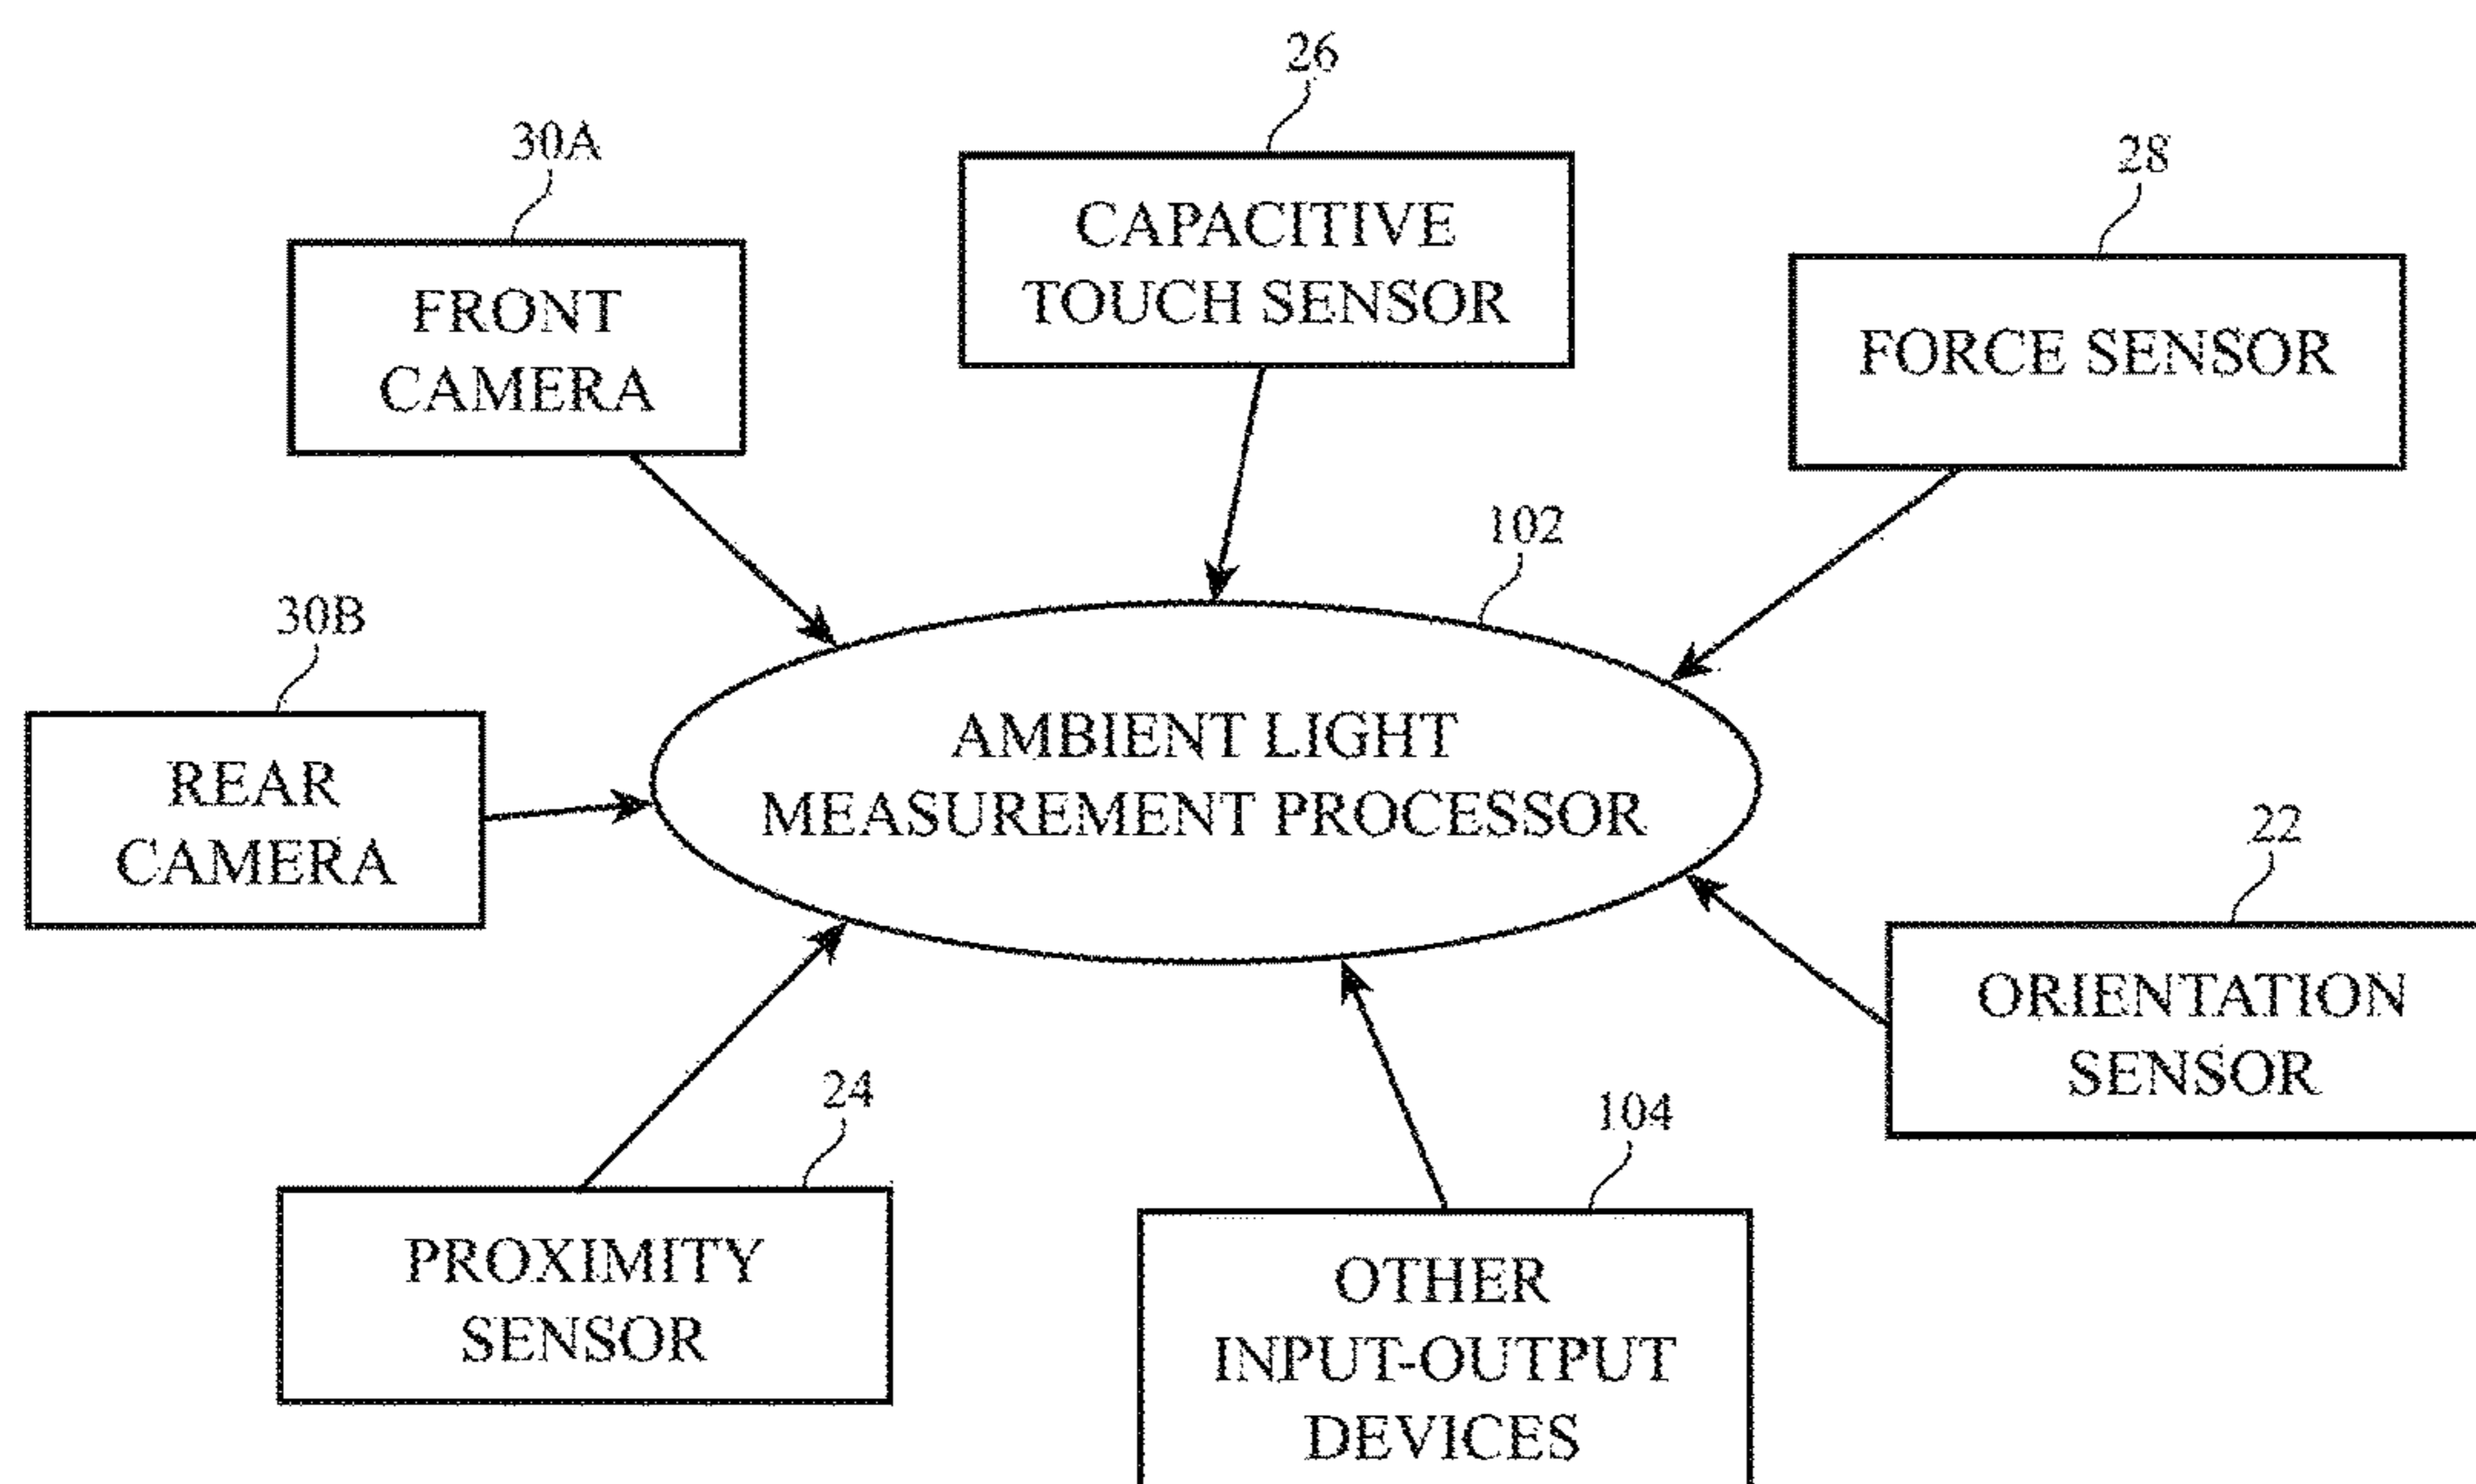 26
30A
28
CAPACITIVE
TOUCH SENSOR
FRONT
CAMERA
FORCE SENSOR
102
30B
AMBIENT LIGHT
MEASUREMENT PROCESSOR
REAR
CAMERA
22
ORIENTATION
SENSOR
24
104
PROXIMITY
SENSOR
OTHER
INPUT-OUTPUT
DEVICES